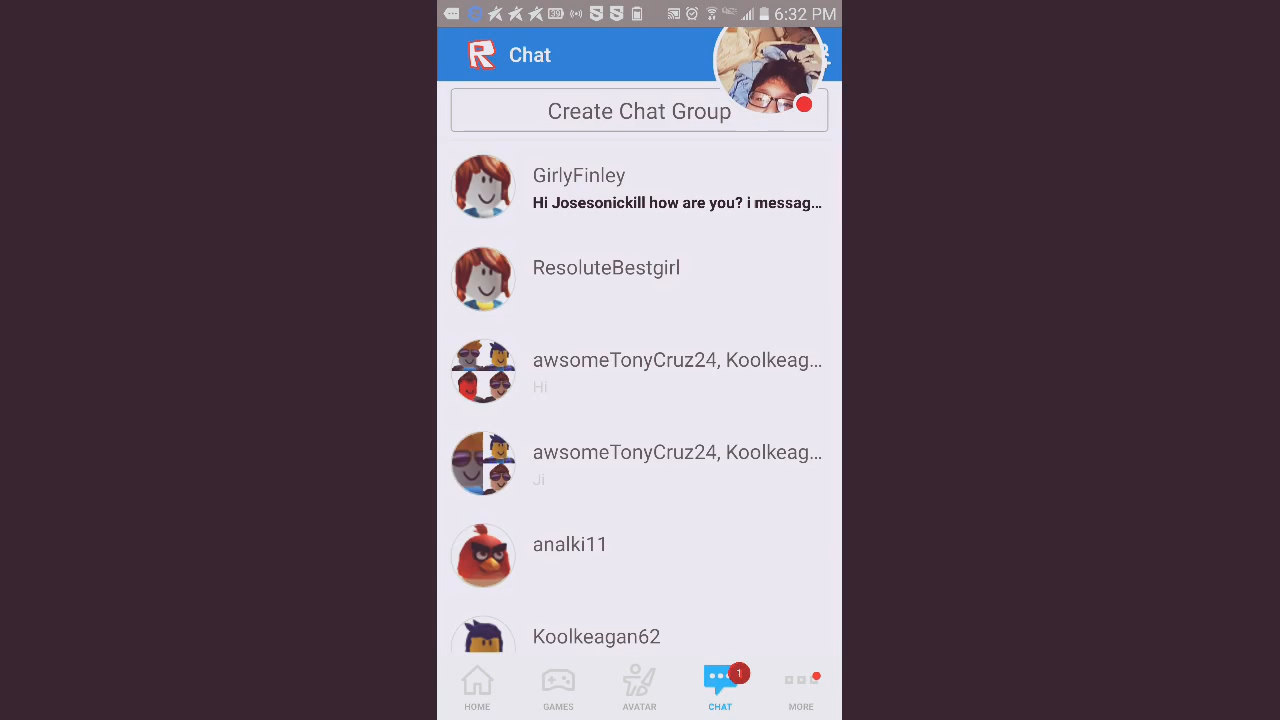 6:32 PM
Chat
Create Chat Group
GirlyFinley
Hi Josesonickill how are you? i messag...
ResoluteBestgirl
awsomeTonyCruz24, Koolkeag...
Hi
awsomeTonyCruz24, Koolkeag...
Ji
analki11
Koolkeagan62
1
HOME GAMES AVATAR CHAT MORE